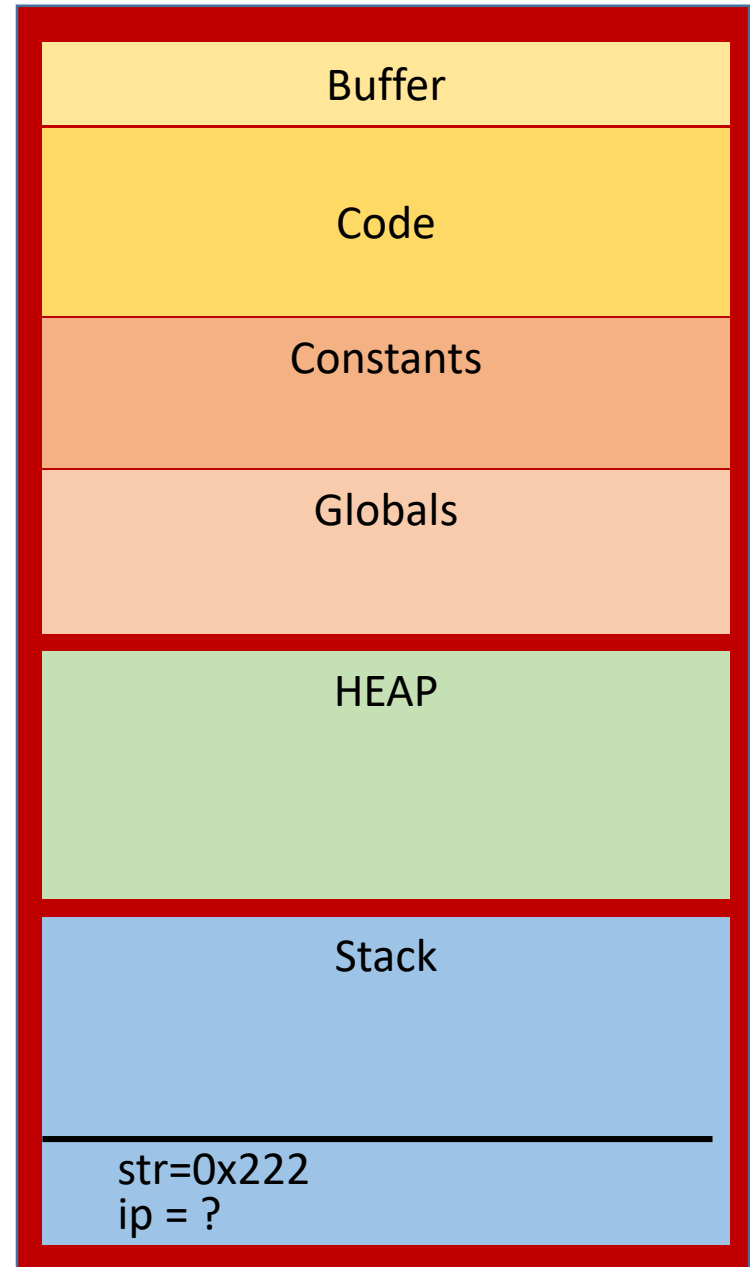 Buffer
Code
Constants
Globals
HEAP
Stack
str=0x222
ip = ?